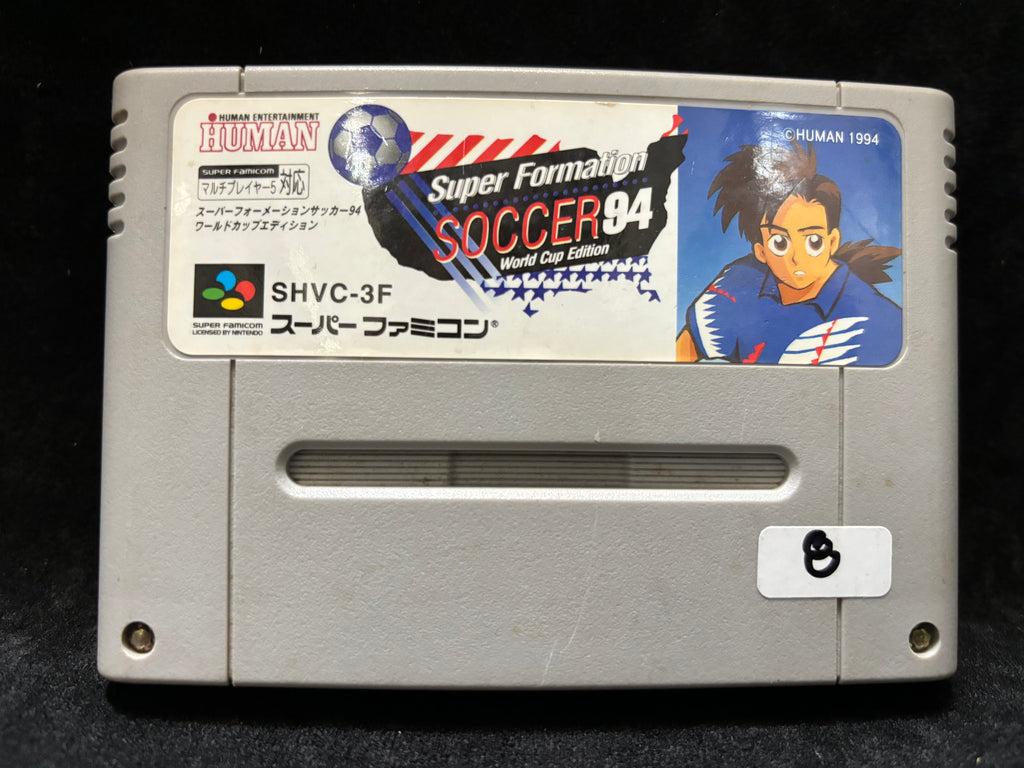 HUMAN ENTERTAINMENT
HUMAN
SUPER FAMICOM
マルチプレイヤー5 対応
スーパーフォーメーションサッカー94
ワールドカップエディション
Super Formation
SOCCER 94
World Cup Edition
©HUMAN 1994
SHVC-3F
SUPER FAMICOM
LICENSED BY NINTENDO
スーパーファミコン®
8